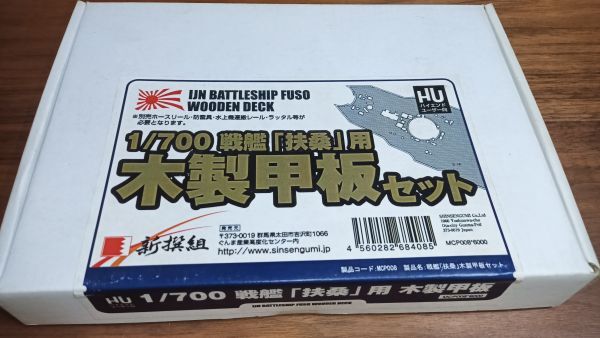 IJN BATTLESHIP FUSO
WOODEN DECK
※別売ホースリール・防雷具・水上機運搬レール・ラッタル等が
必要となります。
HU
ハイエンド
ユーザー向
1/700 戦艦「扶桑」用
木製甲板セット
新撰組
発売元
〒373-0019 群馬県太田市吉沢町1066
ぐんま産業高度化センター内
http://www.sinsengumi.jp/
4 560282 684085
SHINSENGUMI Co.,Ltd
373-0019 Japan
MCP008*6000
製品コード:MCP008 製品名:戦艦「扶桑」木製甲板セット。
HU 1/700 戦艦「扶桑」用 木製甲板
IJN BATTLESHIP FUSO WOODEN DECK